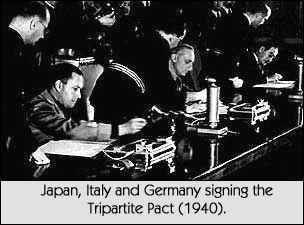 Japan, Italy and Germany signing the
Tripartite Pact (1940).